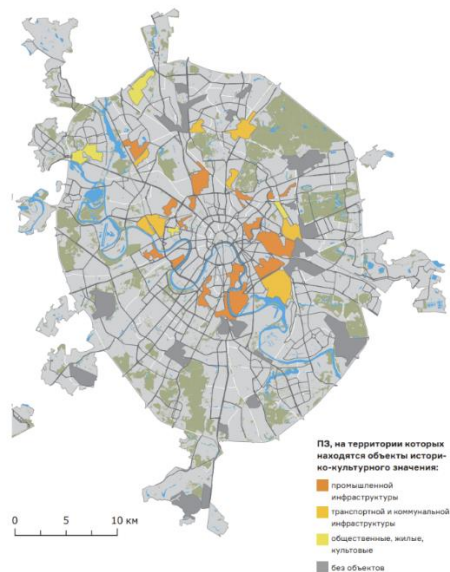 ПЗ, на территории которых
находятся объекты истори-
ко-культурного значения:
промышленной
инфраструктуры
транспортной и коммунальной
инфраструктуры
общественные, жилые,
культовые
без объектов
0 5 10 км